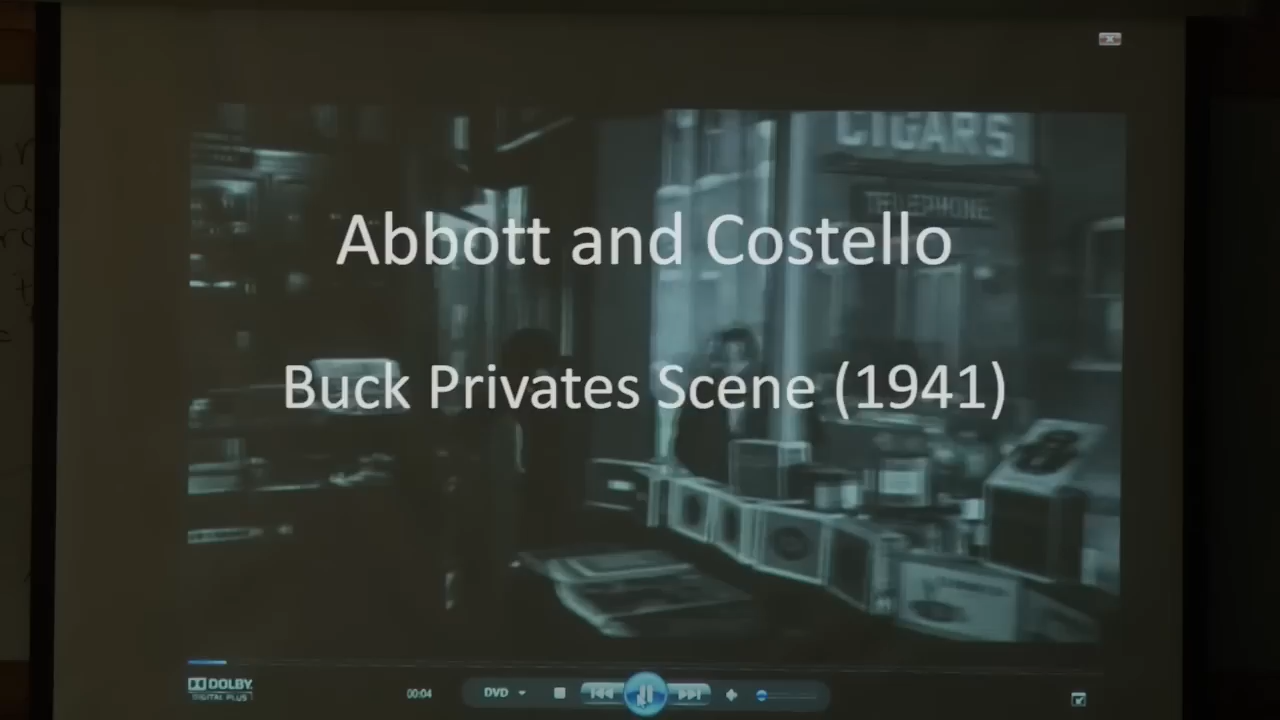 CIGARS
TELEPHONE
Abbott and Costello
Buck Privates Scene (1941)
DOLBY
DIGITAL PLUS
00:04
DVD